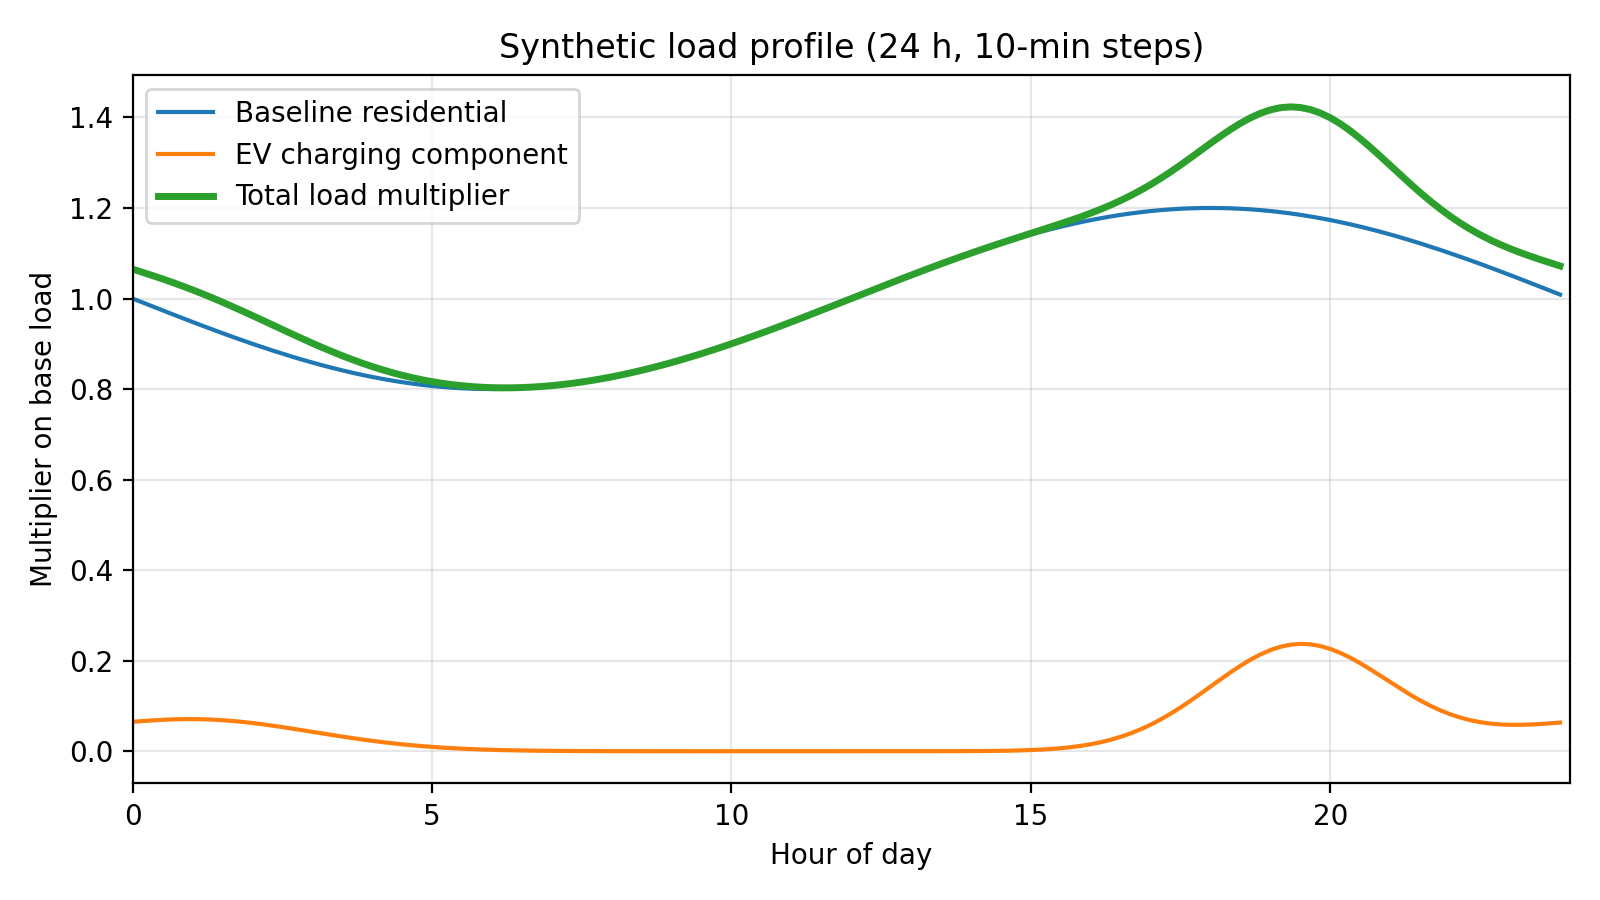 Synthetic load profile (24 h, 10-min steps)
Baseline residential
EV charging component
Total load multiplier
Multiplier on base load
1.4
1.2
1.0
0.8
0.6
0.4
0.2
0.0
0 5 10 15 20
Hour of day